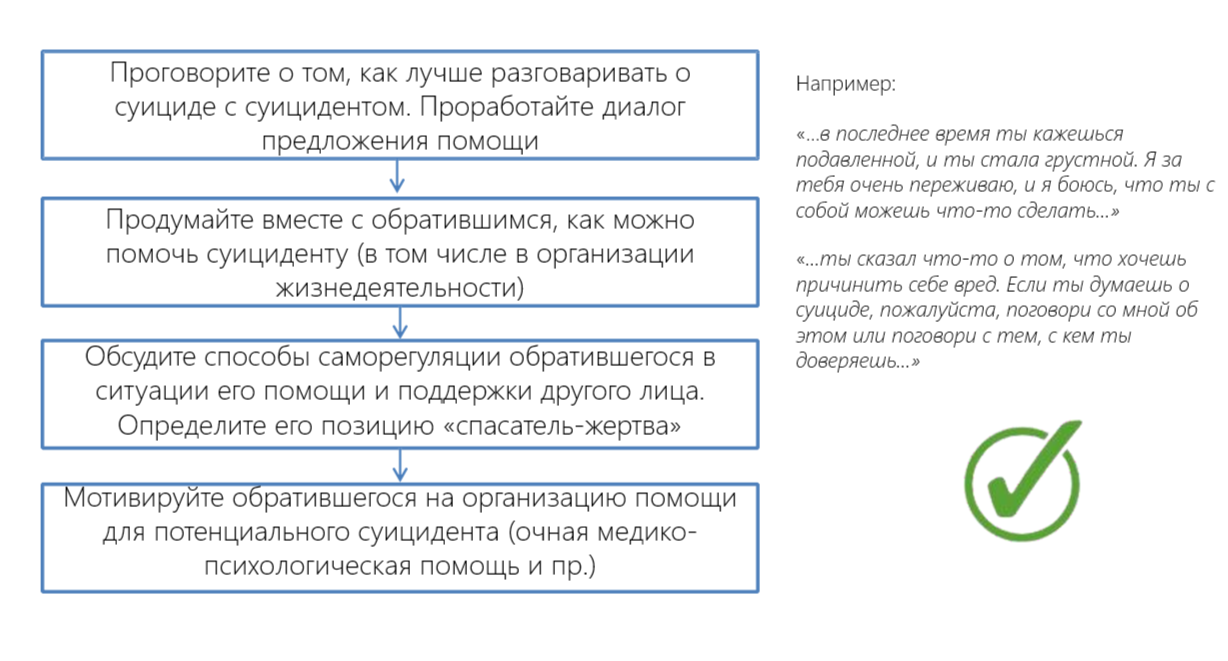 Проговорите о том, как лучше разговаривать о
суициде с суицидентом. Проработайте диалог
предложения помощи
Продумайте вместе с обратившимся, как можно
помочь суициденту (в том числе в организации
жизнедеятельности)
Обсудите способы саморегуляции обратившегося в
ситуации его помощи и поддержки другого лица.
Определите его позицию «спасатель-жертва»
Мотивируйте обратившегося на организацию помощи
для потенциального суицидента (очная медико-
психологическая помощь и пр.)
Например:
«...в последнее время ты кажешься
подавленной, и ты стала грустной. Я за
тебя очень переживаю, и я боюсь, что ты с
собой можешь что-то сделать...»
«...ты сказал что-то о том, что хочешь
причинить себе вред. Если ты думаешь о
суициде, пожалуйста, поговори со мной об
этом или поговори с тем, с кем ты
доверяешь...»